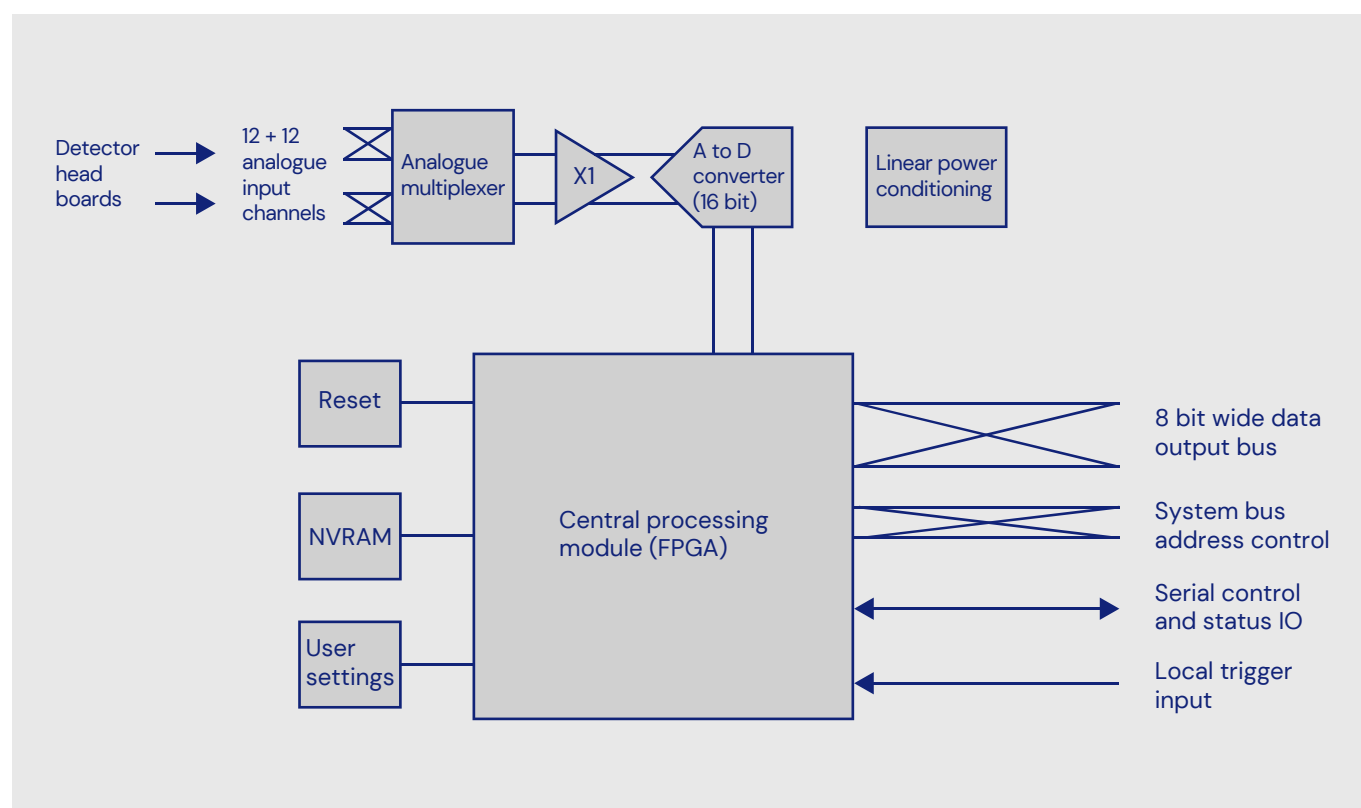 Detector
head
boards
12 + 12
analogue
input
channels
Analogue
multiplexer
X1
A to D
converter
(16 bit)
Linear power
conditioning
Reset
NVRAM
User
settings
Central processing
module (FPGA)
8 bit wide data
output bus
System bus
address control
Serial control
and status IO
Local trigger
input